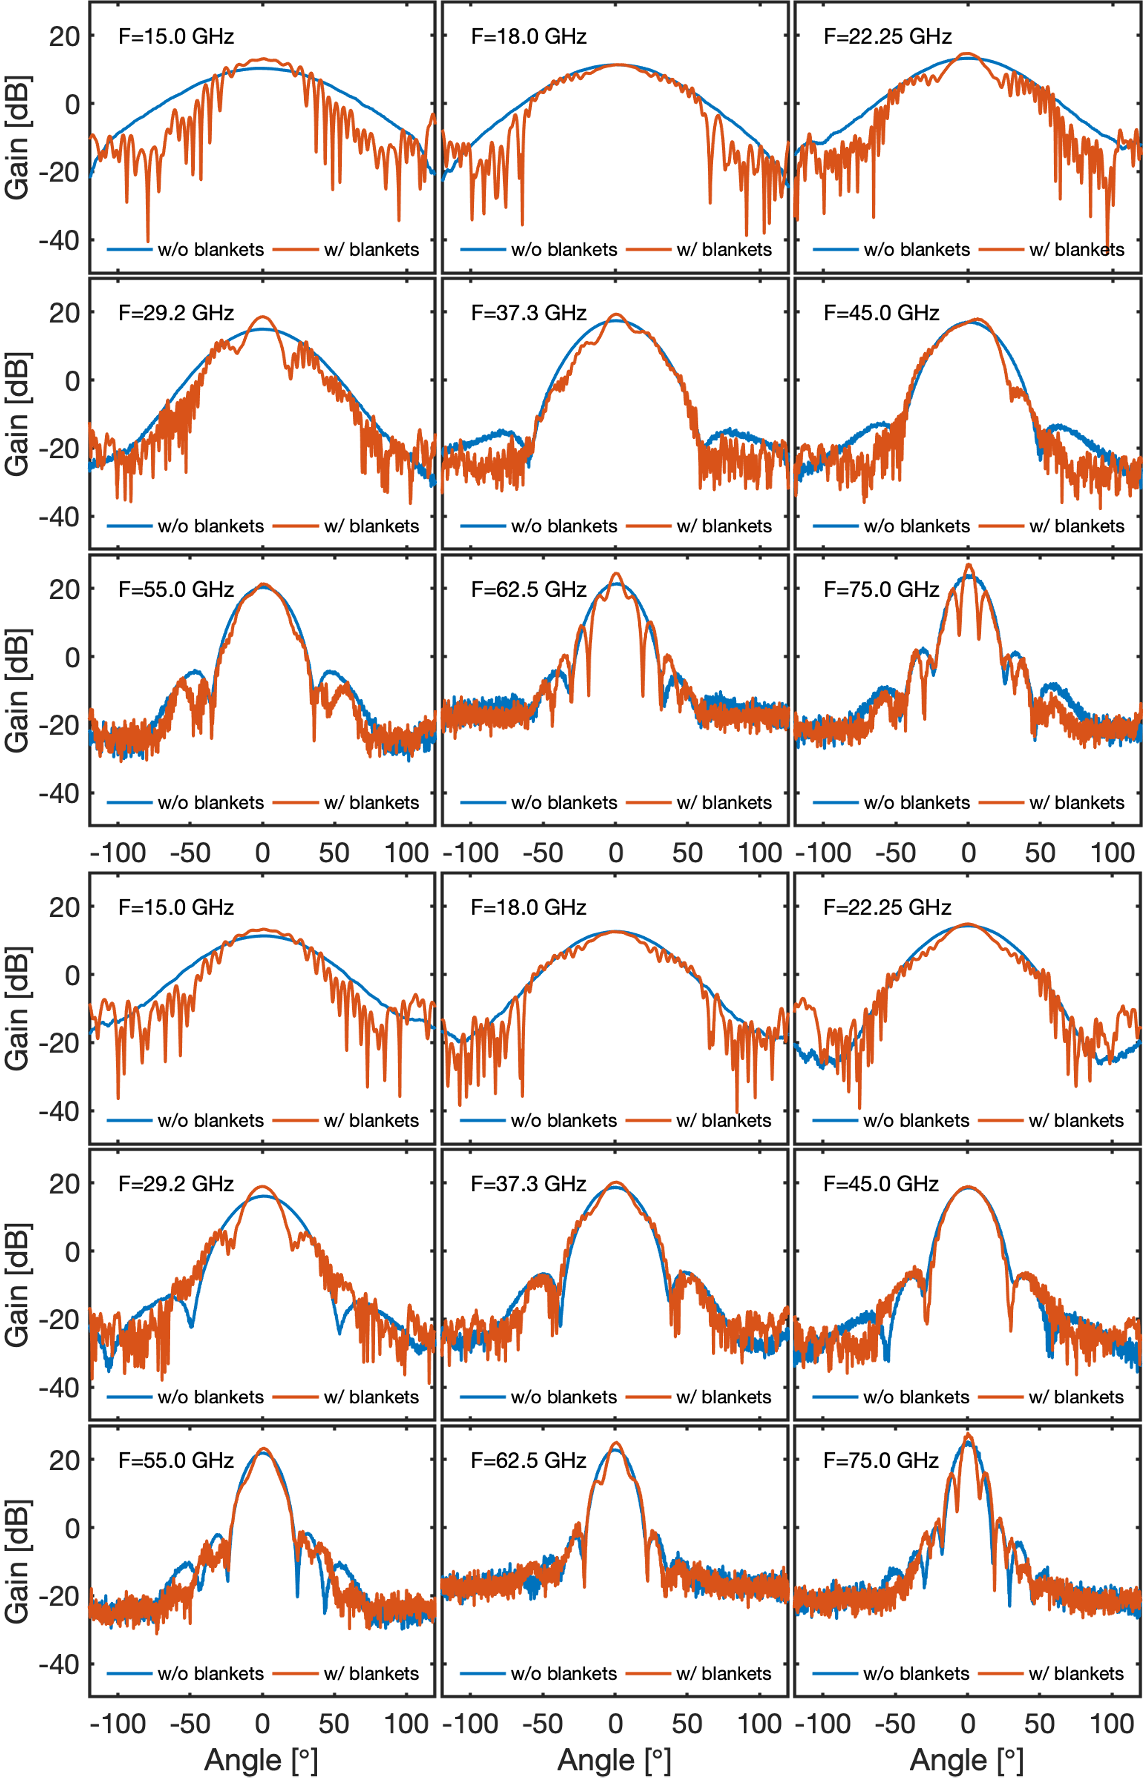 F=15.0 GHz F=18.0 GHz F=22.25 GHz
20
0
-20
-40
Gain [dB]
w/o blankets w/ blankets w/o blankets w/ blankets w/o blankets w/ blankets
F=29.2 GHz F=37.3 GHz F=45.0 GHz
20
0
-20
-40
Gain [dB]
w/o blankets w/ blankets w/o blankets w/ blankets w/o blankets w/ blankets
F=55.0 GHz F=62.5 GHz F=75.0 GHz
20
0
-20
-40
Gain [dB]
w/o blankets w/ blankets w/o blankets w/ blankets w/o blankets w/ blankets
-100 -50 0 50 100 -100 -50 0 50 100 -100 -50 0 50 100
F=15.0 GHz F=18.0 GHz F=22.25 GHz
20
0
-20
-40
Gain [dB]
w/o blankets w/ blankets w/o blankets w/ blankets w/o blankets w/ blankets
F=29.2 GHz F=37.3 GHz F=45.0 GHz
20
0
-20
-40
Gain [dB]
w/o blankets w/ blankets w/o blankets w/ blankets w/o blankets w/ blankets
F=55.0 GHz F=62.5 GHz F=75.0 GHz
20
0
-20
-40
Gain [dB]
w/o blankets w/ blankets w/o blankets w/ blankets w/o blankets w/ blankets
-100 -50 0 50 100 -100 -50 0 50 100 -100 -50 0 50 100
Angle [°] Angle [°] Angle [°]